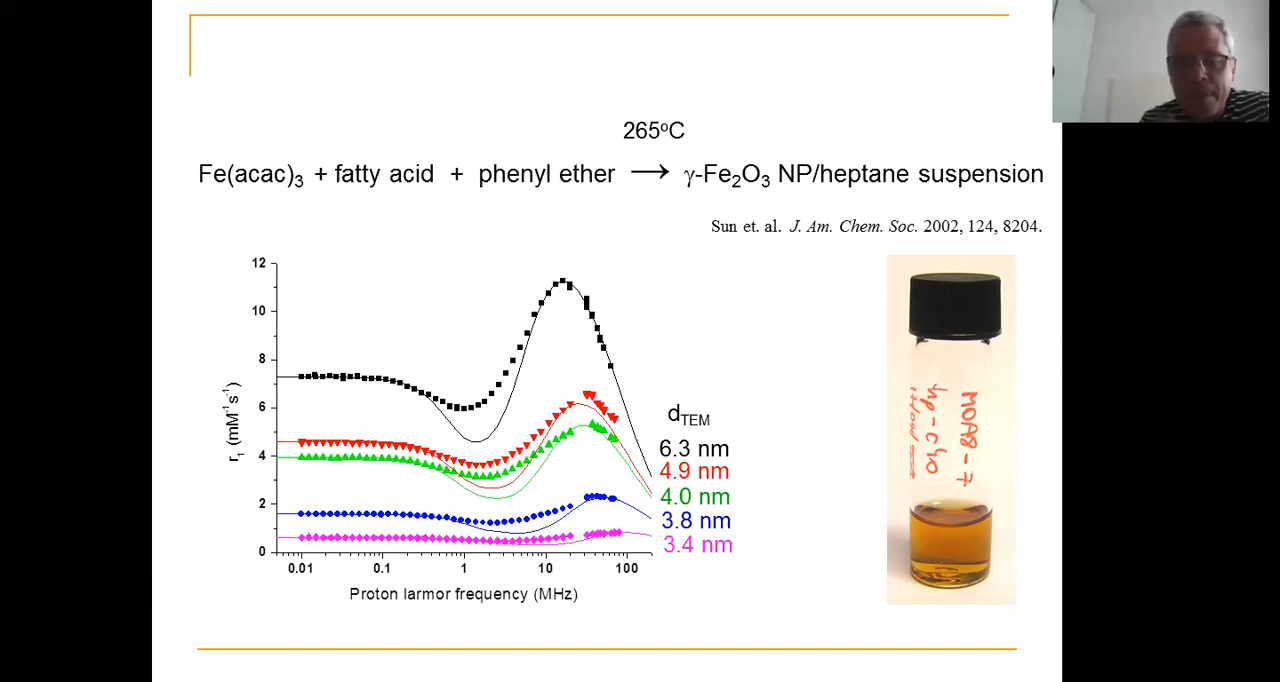 265ºC
Fe(acac)₃ + fatty acid + phenyl ether ⟶ γ-Fe₂O₃ NP/heptane suspension
Sun et. al. J. Am. Chem. Soc. 2002, 124, 8204.
12
10
8
6
4
2
0
r₁ (mM⁻¹s⁻¹)
0.01
0.1
1
10
100
Proton larmor frequency (MHz)
d_TEM
6.3 nm
4.9 nm
4.0 nm
3.8 nm
3.4 nm
MOA8-7